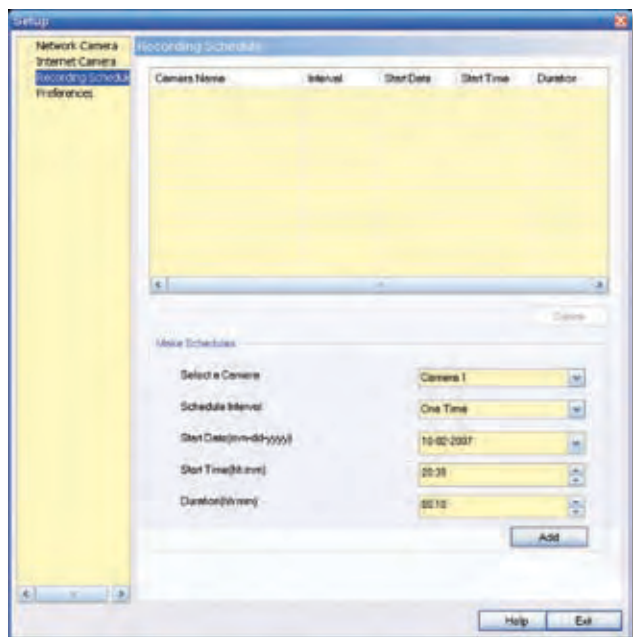 Setup
Network Camera
Internet Camera
Recording Schedul
Preferences
Recording Schedule
Camera Name Interval Start Date Start Time Duration
Delete
Make Schedules
Select a Camera Camera 1
Schedule Interval One Time
Start Date(mm-dd-yyyy) 10-02-2007
Start Time(hh:mm) 20:39
Duration(hh:mm) 00:10
Add
Help Exit